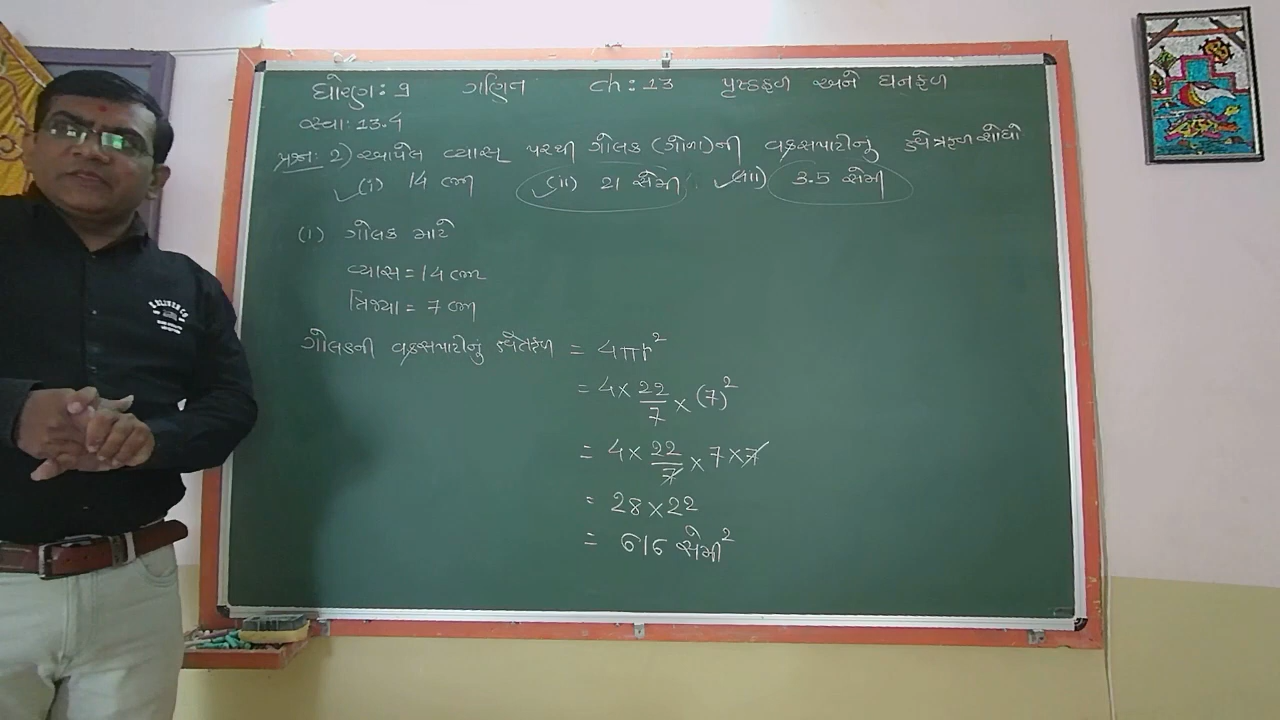 ધોરણ: 9 ગણિત ch: 13 પૃષ્ઠફળ અને ઘનફળ
સ્વા: 13.4
પ્રશ્ન: 2) આપેલ વ્યાસ પરથી ગોલક (ગોળા)ની વક્રસપાટીનું ક્ષેત્રફળ શોધો
(i) 14 cm (ii) 21 સેમી (iii) 3.5 સેમી
(1) ગોલક માટે
વ્યાસ = 14 cm
ત્રિજ્યા = 7 cm
ગોલકની વક્રસપાટીનું ક્ષેત્રફળ = 4πr²
= 4 × 22/7 × (7)²
= 4 × 22/7 × 7 × 7
= 28 × 22
= 616 સેમી²